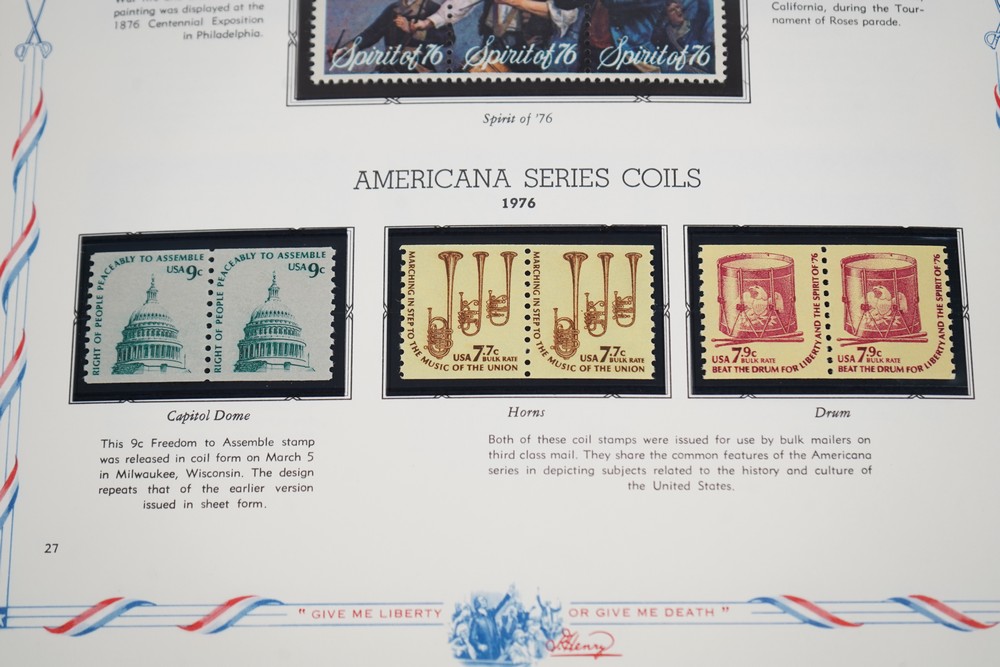 painting was displayed at the
1876 Centennial Exposition
in Philadelphia.
California, during the Tour-
nament of Roses parade.
Spirit of 76
Spirit of 76
Spirit of 76
Spirit of '76
AMERICANA SERIES COILS
1976
RIGHT OF PEOPLE PEACEABLY TO ASSEMBLE
USA 9c
RIGHT OF PEOPLE PEACEABLY TO ASSEMBLE
USA 9c
MARCHING IN STEP TO THE MUSIC OF THE UNION
USA 7.7c
BULK RATE
MARCHING IN STEP TO THE MUSIC OF THE UNION
USA 7.7c
BULK RATE
USA 7.9c
BULK RATE
BEAT THE DRUM FOR LIBERTY AND THE SPIRIT OF '76
USA 7.9c
BULK RATE
BEAT THE DRUM FOR LIBERTY AND THE SPIRIT OF '76
Capitol Dome
Horns
Drum
This 9c Freedom to Assemble stamp
was released in coil form on March 5
in Milwaukee, Wisconsin. The design
repeats that of the earlier version
issued in sheet form.
Both of these coil stamps were issued for use by bulk mailers on
third class mail. They share the common features of the Americana
series in depicting subjects related to the history and culture of
the United States.
27
"GIVE ME LIBERTY OR GIVE ME DEATH"
P. Henry